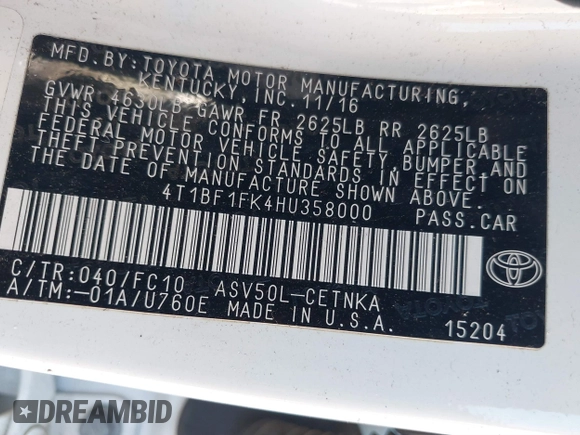 MFD. BY: TOYOTA MOTOR MANUFACTURING,
KENTUCKY, INC. 11/16
GVWR 4630LB GAWR FR 2625LB RR 2625LB
THIS VEHICLE CONFORMS TO ALL APPLICABLE
FEDERAL MOTOR VEHICLE SAFETY, BUMPER AND
THEFT PREVENTION STANDARDS IN EFFECT ON
THE DATE OF MANUFACTURE SHOWN ABOVE.
4T1BF1FK4HU358000 PASS.CAR
C/TR:040/FC10 ASV50L-CETNKA
A/TM:-01A/U760E MADE IN U.S.A.
15204
DREAMBID